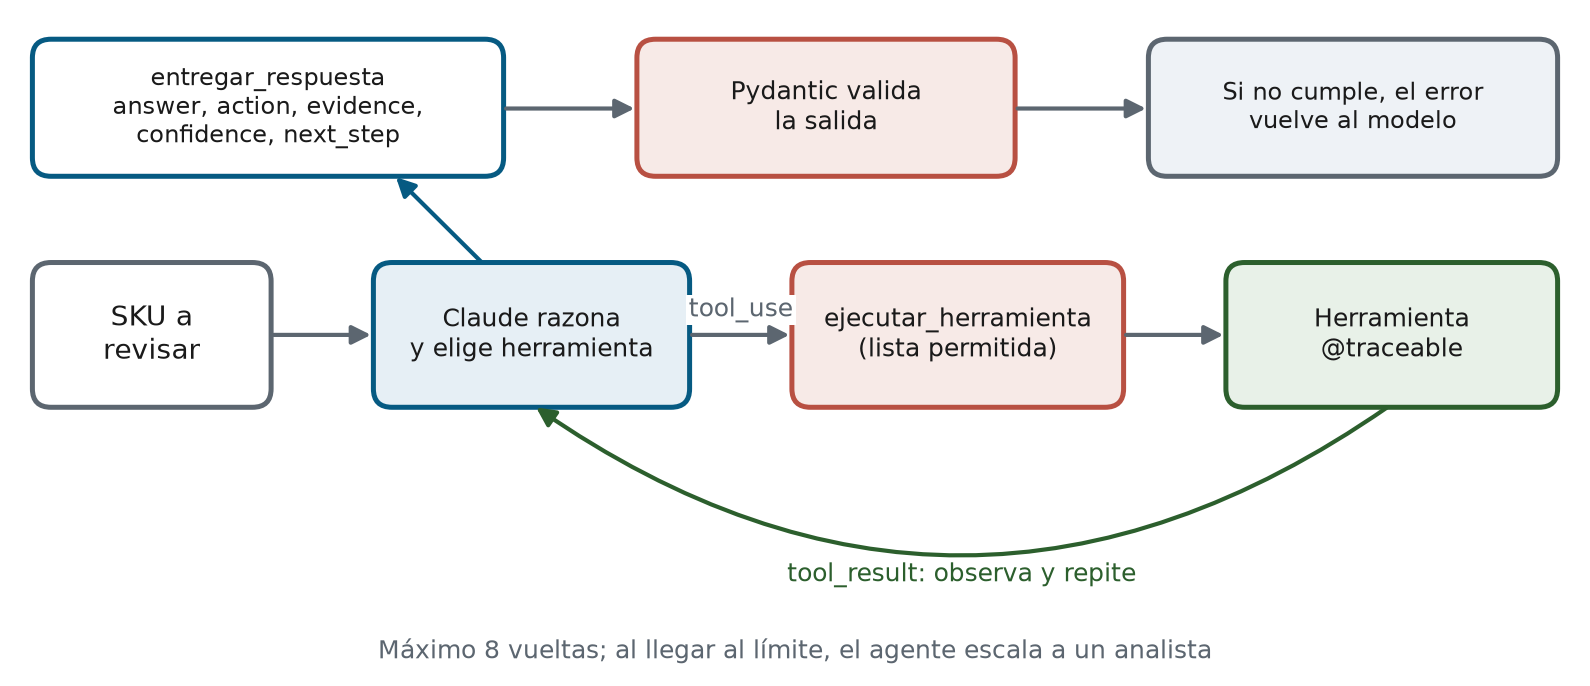 entregar_respuesta
answer, action, evidence,
confidence, next_step
Pydantic valida
la salida
Si no cumple, el error
vuelve al modelo
SKU a
revisar
Claude razona
y elige herramienta
tool_use
ejecutar_herramienta
(lista permitida)
Herramienta
@traceable
tool_result: observa y repite
Máximo 8 vueltas; al llegar al límite, el agente escala a un analista